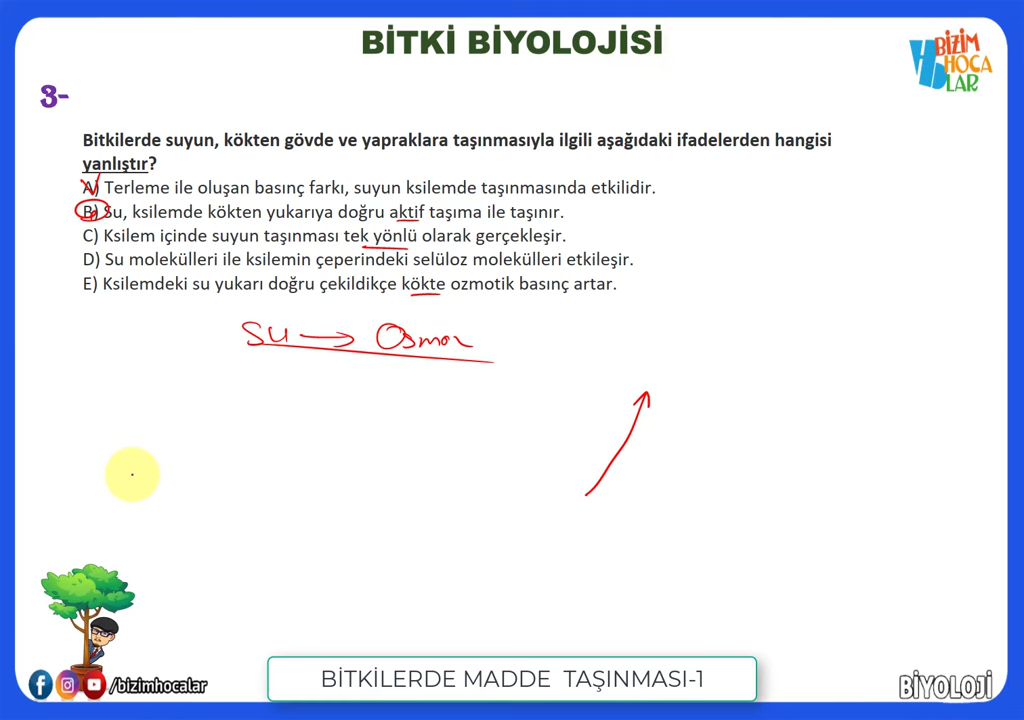 BİTKİ BİYOLOJİSİ
BİZİM
HOCA
LAR
3-
Bitkilerde suyun, kökten gövde ve yapraklara taşınmasıyla ilgili aşağıdaki ifadelerden hangisi
yanlıştır?
A) Terleme ile oluşan basınç farkı, suyun ksilemde taşınmasında etkilidir.
B) Su, ksilemde kökten yukarıya doğru aktif taşıma ile taşınır.
C) Ksilem içinde suyun taşınması tek yönlü olarak gerçekleşir.
D) Su molekülleri ile ksilemin çeperindeki selüloz molekülleri etkileşir.
E) Ksilemdeki su yukarı doğru çekildikçe kökte ozmotik basınç artar.
Su → Osmoz
/bizimhocalar
BİTKİLERDE MADDE TAŞINMASI-1
BİYOLOJİ